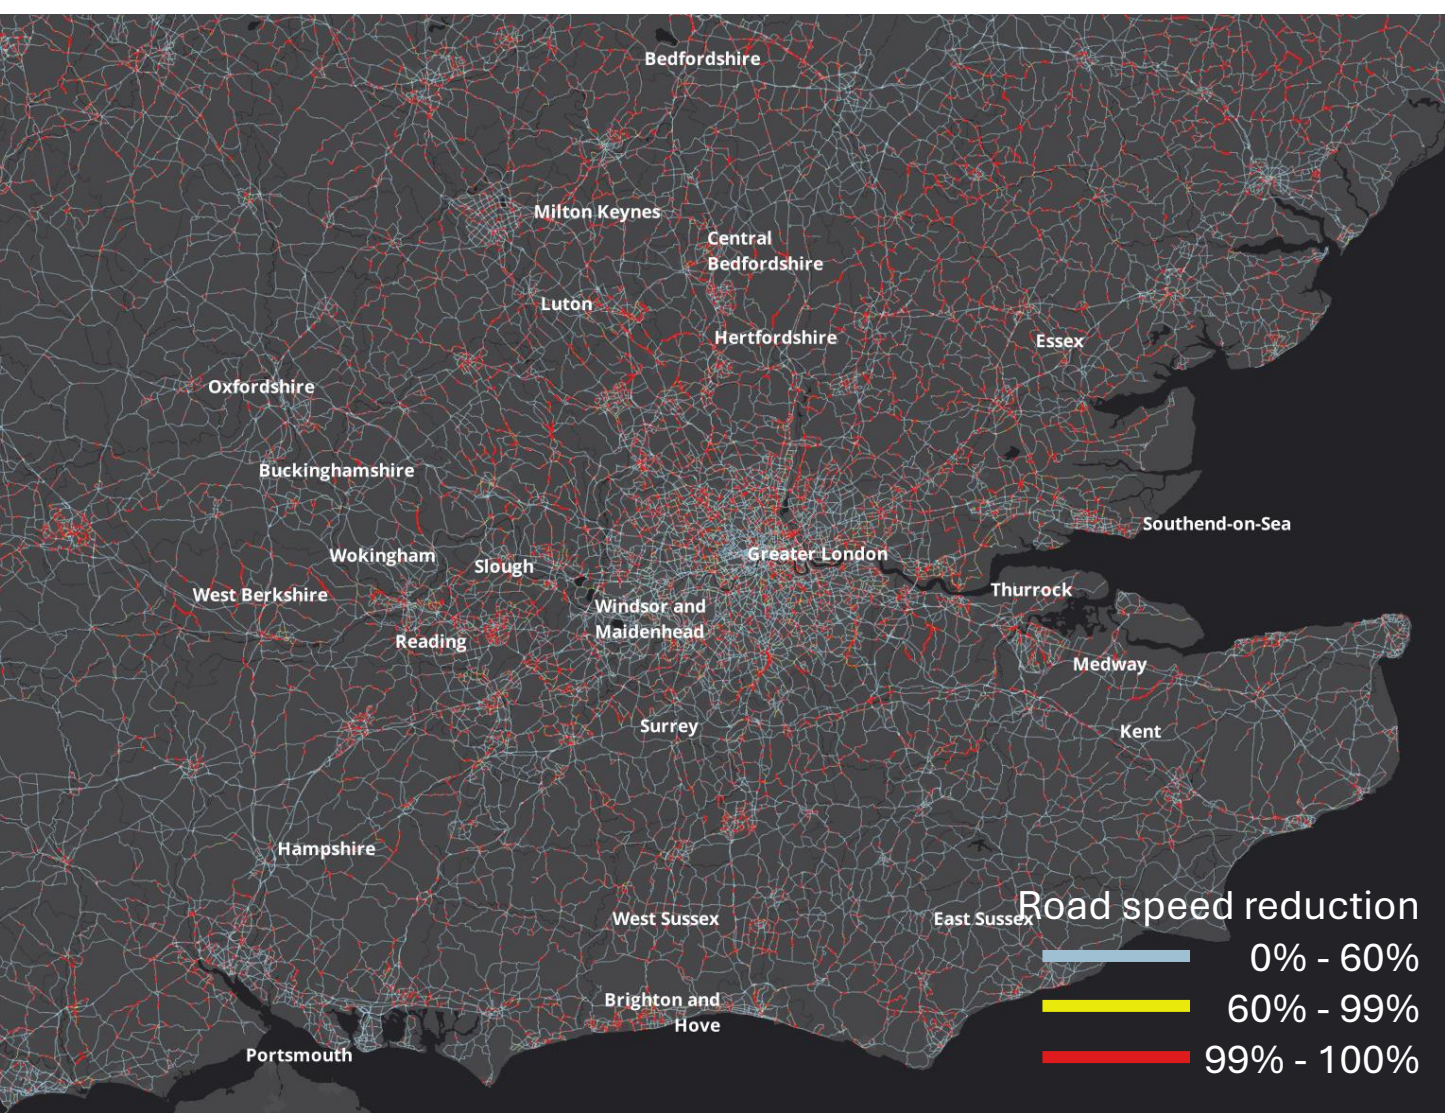 Bedfordshire
Milton Keynes
Central
Bedfordshire
Luton
Hertfordshire
Essex
Oxfordshire
Buckinghamshire
Southend-on-Sea
Greater London
Wokingham
Slough
Thurrock
West Berkshire
Windsor and
Maidenhead
Reading
Medway
Surrey
Kent
Hampshire
West Sussex
East Sussex
Brighton and
Hove
Portsmouth
Road speed reduction
0% - 60%
60% - 99%
99% - 100%